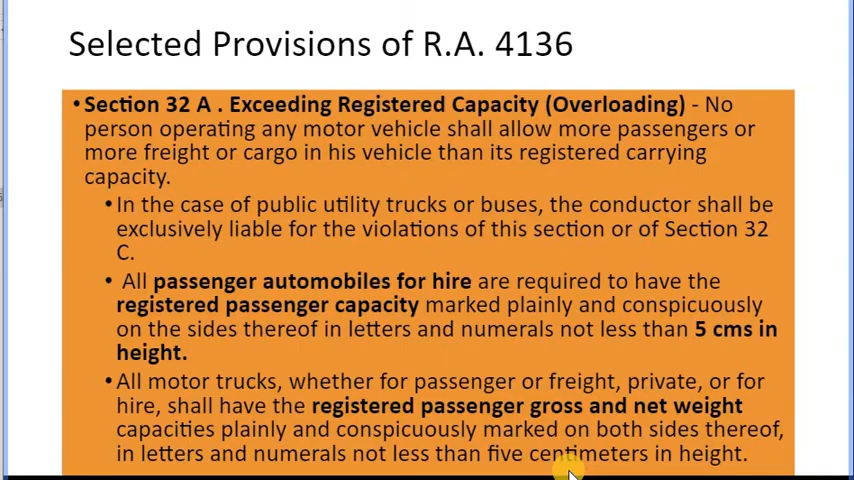 Selected Provisions of R.A. 4136
•Section 32 A . Exceeding Registered Capacity (Overloading) - No
person operating any motor vehicle shall allow more passengers or
more freight or cargo in his vehicle than its registered carrying
capacity.
•In the case of public utility trucks or buses, the conductor shall be
exclusively liable for the violations of this section or of Section 32
C.
• All passenger automobiles for hire are required to have the
registered passenger capacity marked plainly and conspicuously
on the sides thereof in letters and numerals not less than 5 cms in
height.
•All motor trucks, whether for passenger or freight, private, or for
hire, shall have the registered passenger gross and net weight
capacities plainly and conspicuously marked on both sides thereof,
in letters and numerals not less than five centimeters in height.